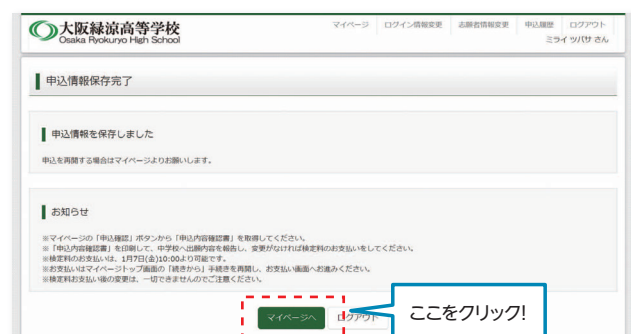 大阪緑涼高等学校
Osaka Ryokuryo High School
マイページ ログイン情報変更 志願者情報変更 申込履歴 ログアウト
ミライ ツバサ さん
申込情報保存完了
申込情報を保存しました
申込を再開する場合はマイページよりお願いします。
お知らせ
※マイページの「申込確認」ボタンから「申込内容確認書」を取得してください。
※「申込内容確認書」を印刷して、中学校へ出願内容を報告し、変更がなければ検定料のお支払いをしてください。
※検定料のお支払いは、1月7日(金)10:00より可能です。
※お支払いはマイページトップ画面の「続きから」手続きを再開し、お支払い画面へお進みください。
※検定料お支払い後の変更は、一切できませんのでご注意ください。
マイページへ ログアウト
ここをクリック!